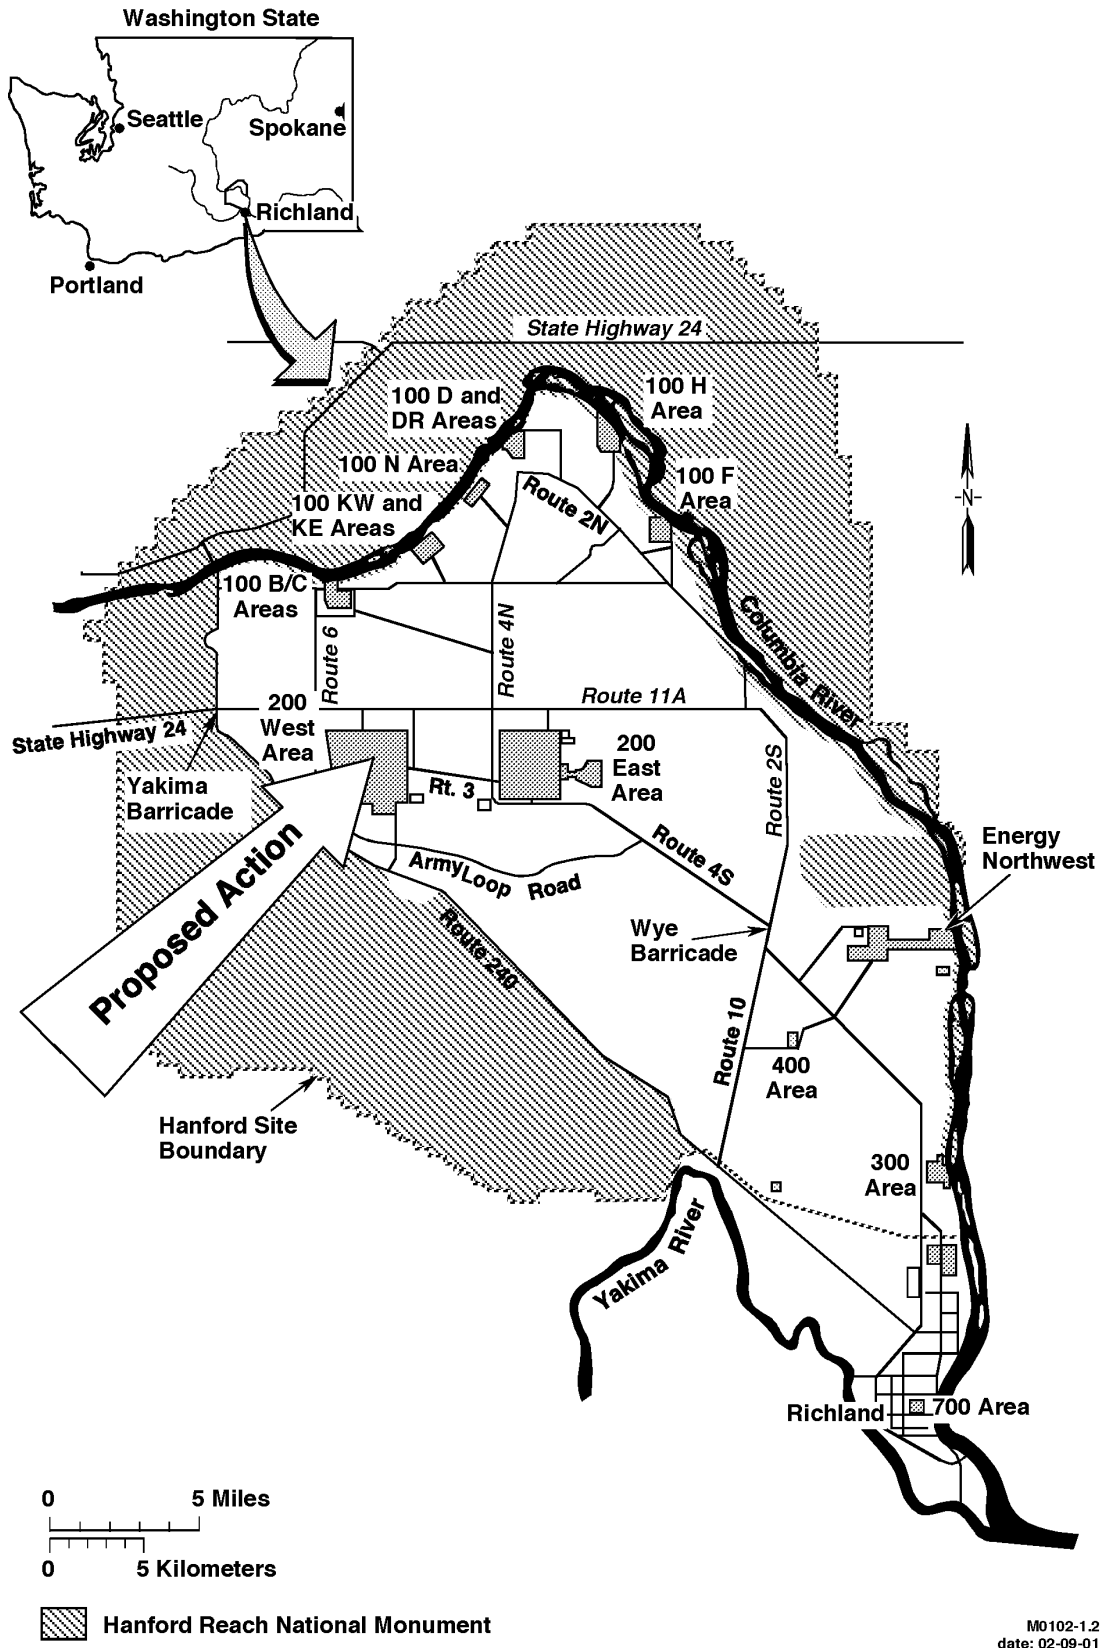 Washington State
Seattle
Spokane
Richland
Portland
State Highway 24
100 D and
DR Areas
100 H
Area
100 N Area
100 F
Area
100 KW and
KE Areas
Route 2N
N
100 B/C
Areas
Columbia River
Route 6
Route 4N
Route 11A
200
West
Area
State Highway 24
200
East
Area
Route 2S
Rt. 3
Yakima
Barricade
Energy
Northwest
Route 4S
Army Loop Road
Proposed Action
Wye
Barricade
Route 240
Route 10
400
Area
Hanford Site
Boundary
300
Area
Yakima River
Richland
700 Area
0 5 Miles
0 5 Kilometers
Hanford Reach National Monument
M0102-1.2
date: 02-09-01